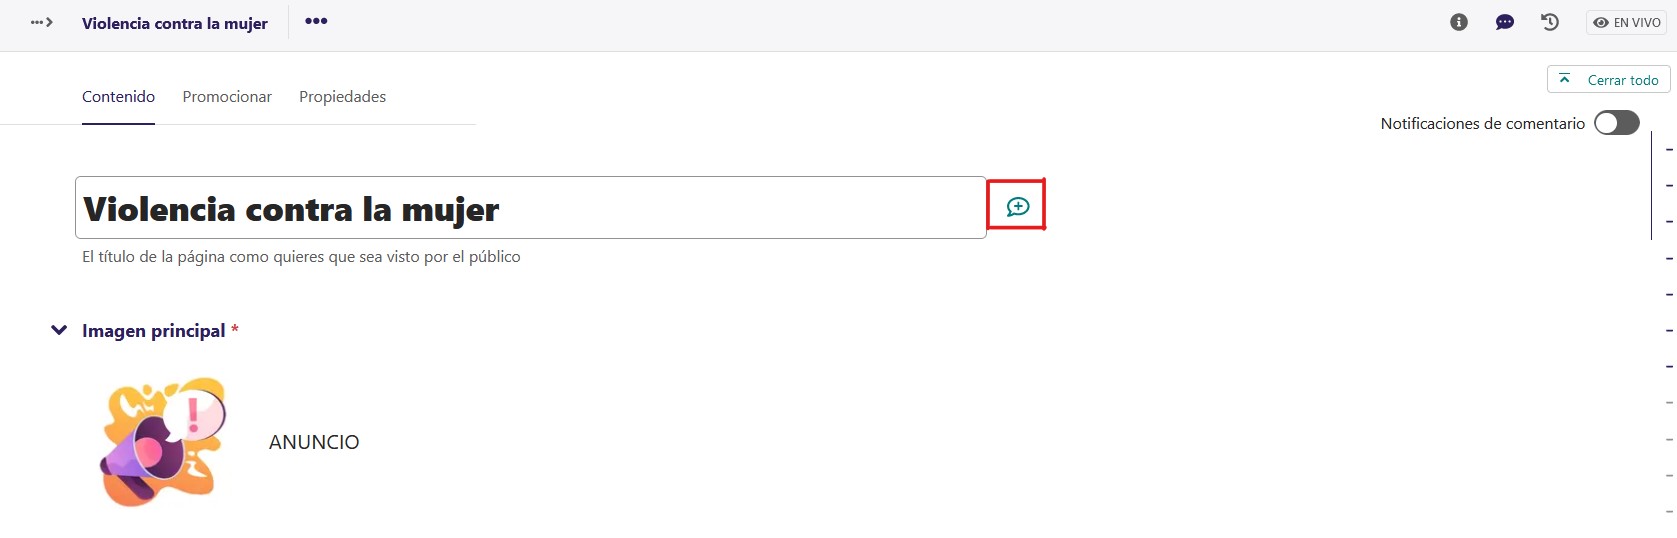 Violencia contra la mujer
EN VIVO
Cerrar todo
Contenido Promocionar Propiedades
Notificaciones de comentario
Violencia contra la mujer
El título de la página como quieres que sea visto por el público
Imagen principal *
ANUNCIO